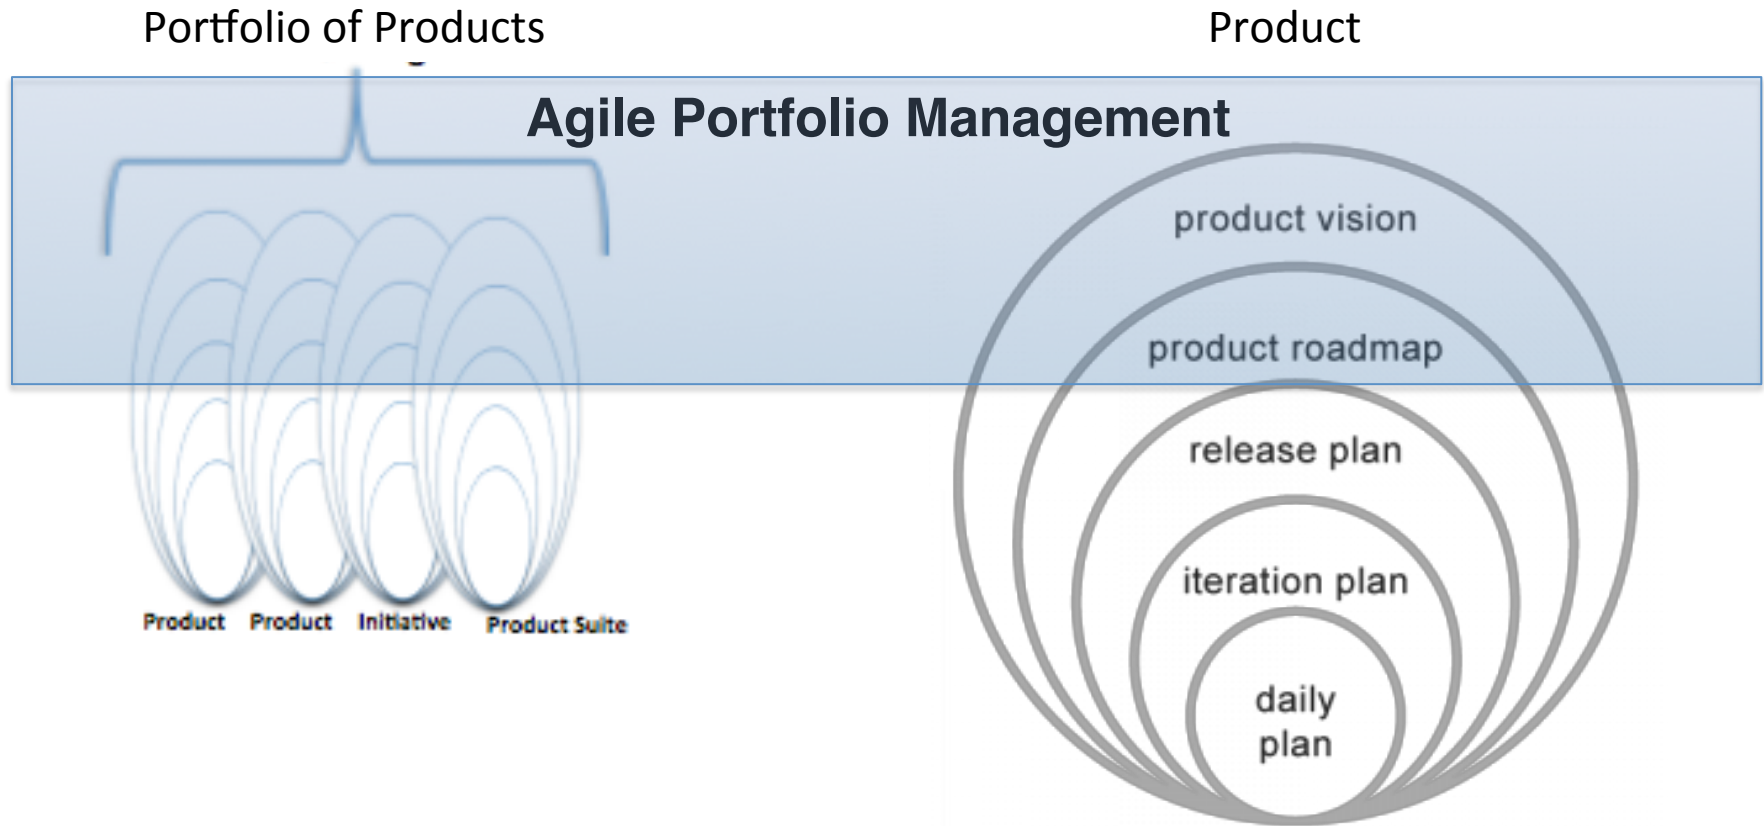 Portfolio of Products
Product
Agile Portfolio Management
product vision
product roadmap
release plan
iteration plan
daily
plan
Product
Product
Initiative
Product Suite